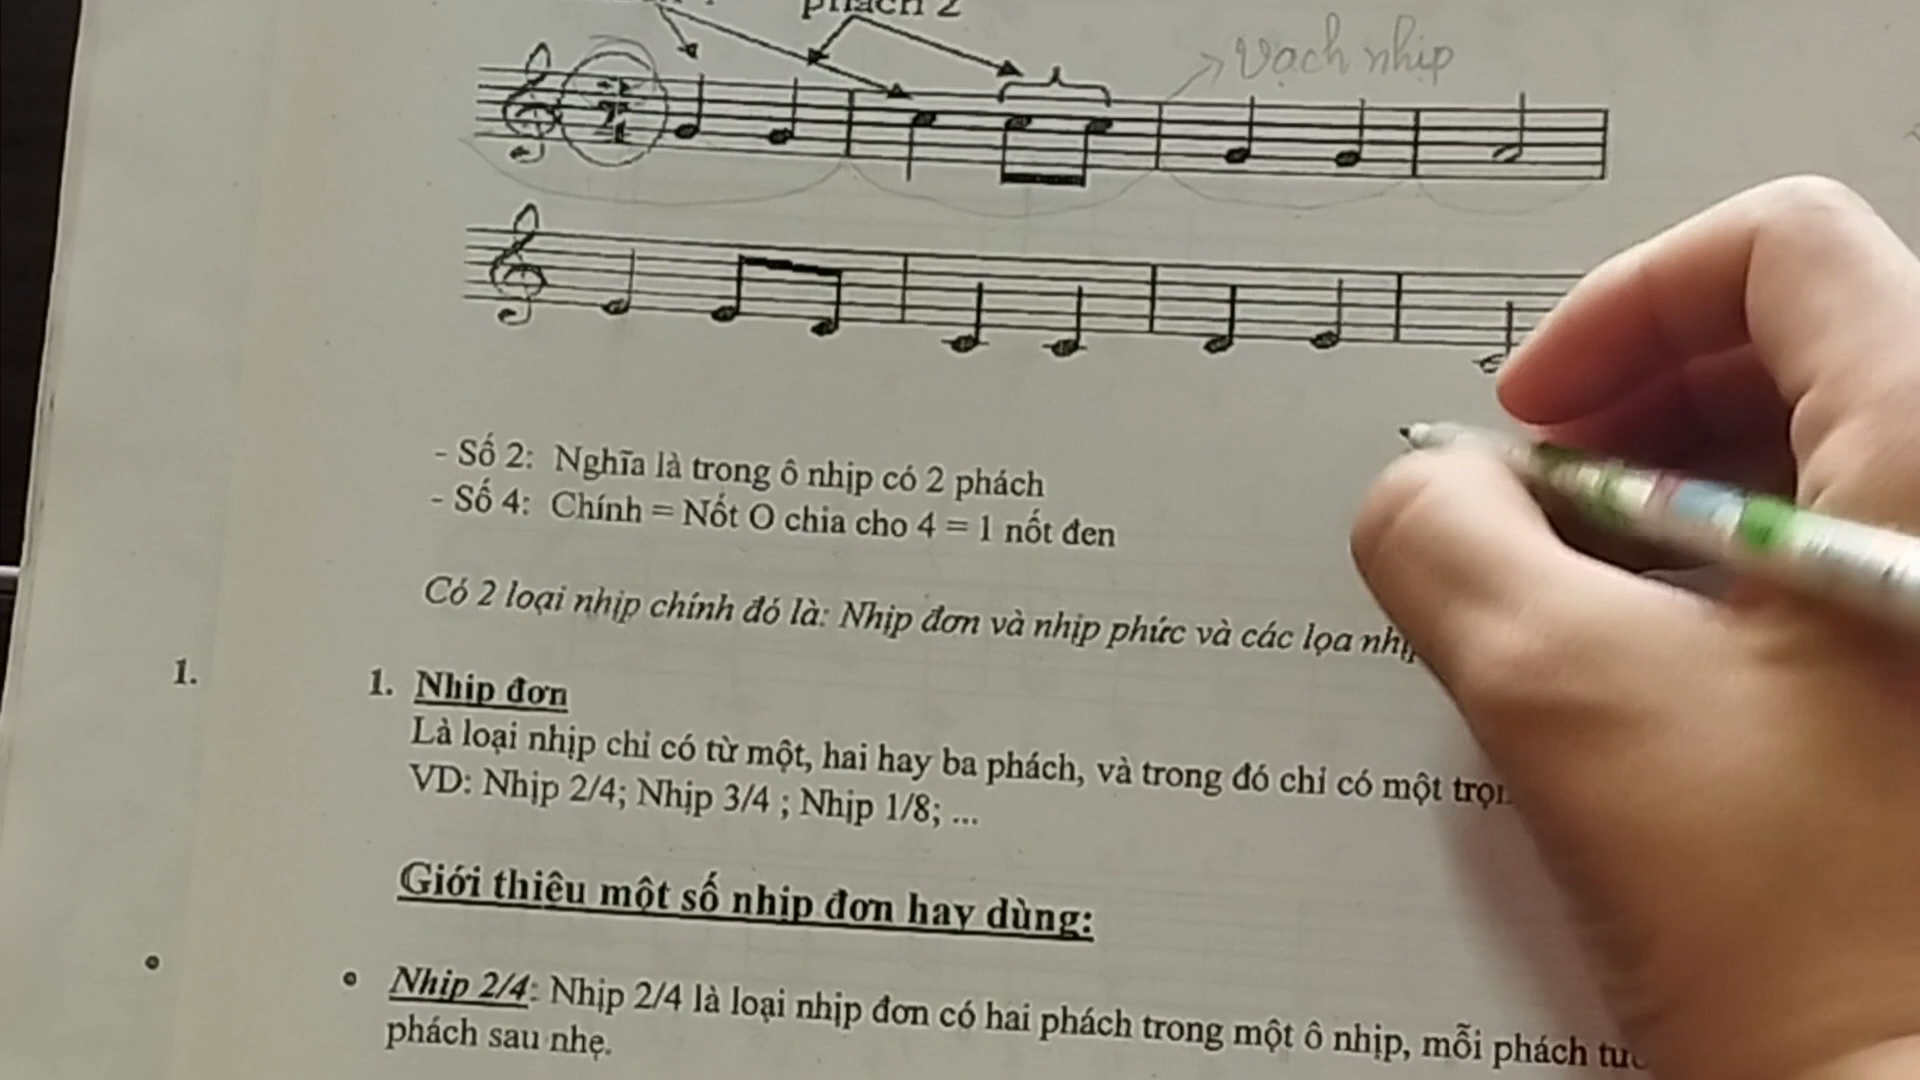 phách 2
Vạch nhịp
- Số 2: Nghĩa là trong ô nhịp có 2 phách
- Số 4: Chính = Nốt O chia cho 4 = 1 nốt đen
Có 2 loại nhịp chính đó là: Nhịp đơn và nhịp phức và các lọa
1. 1. Nhịp đơn
Là loại nhịp chỉ có từ một, hai hay ba phách, và trong đó chỉ có một
VD: Nhịp 2/4; Nhịp 3/4 ; Nhịp 1/8; ...
Giới thiệu một số nhịp đơn hay dùng:
Nhịp 2/4: Nhịp 2/4 là loại nhịp đơn có hai phách trong một ô nhịp, mỗi phách
phách sau nhẹ.